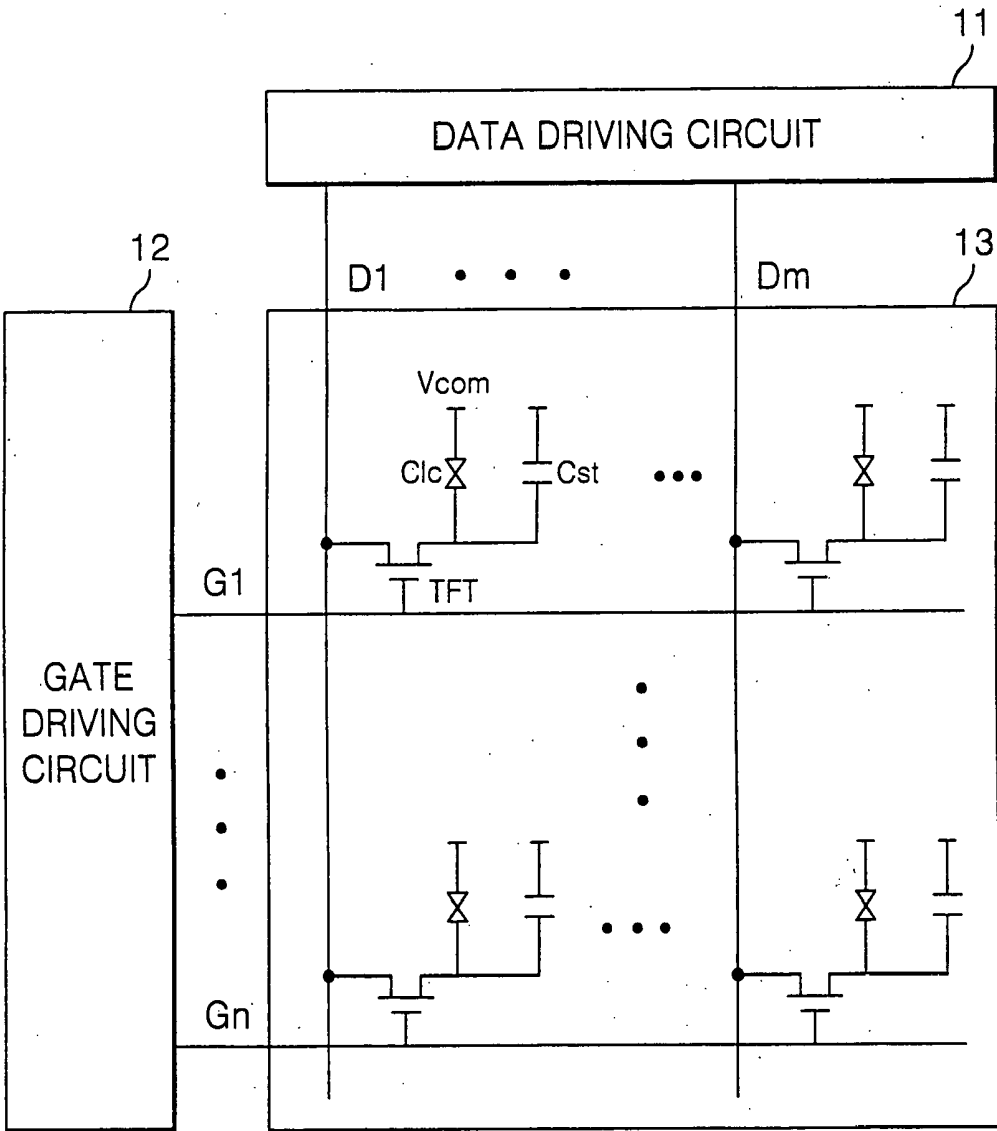 11
DATA DRIVING CIRCUIT
12
13
D1
Dm
Vcom
Clc
Cst
G1
TFT
GATE
DRIVING
CIRCUIT
Gn